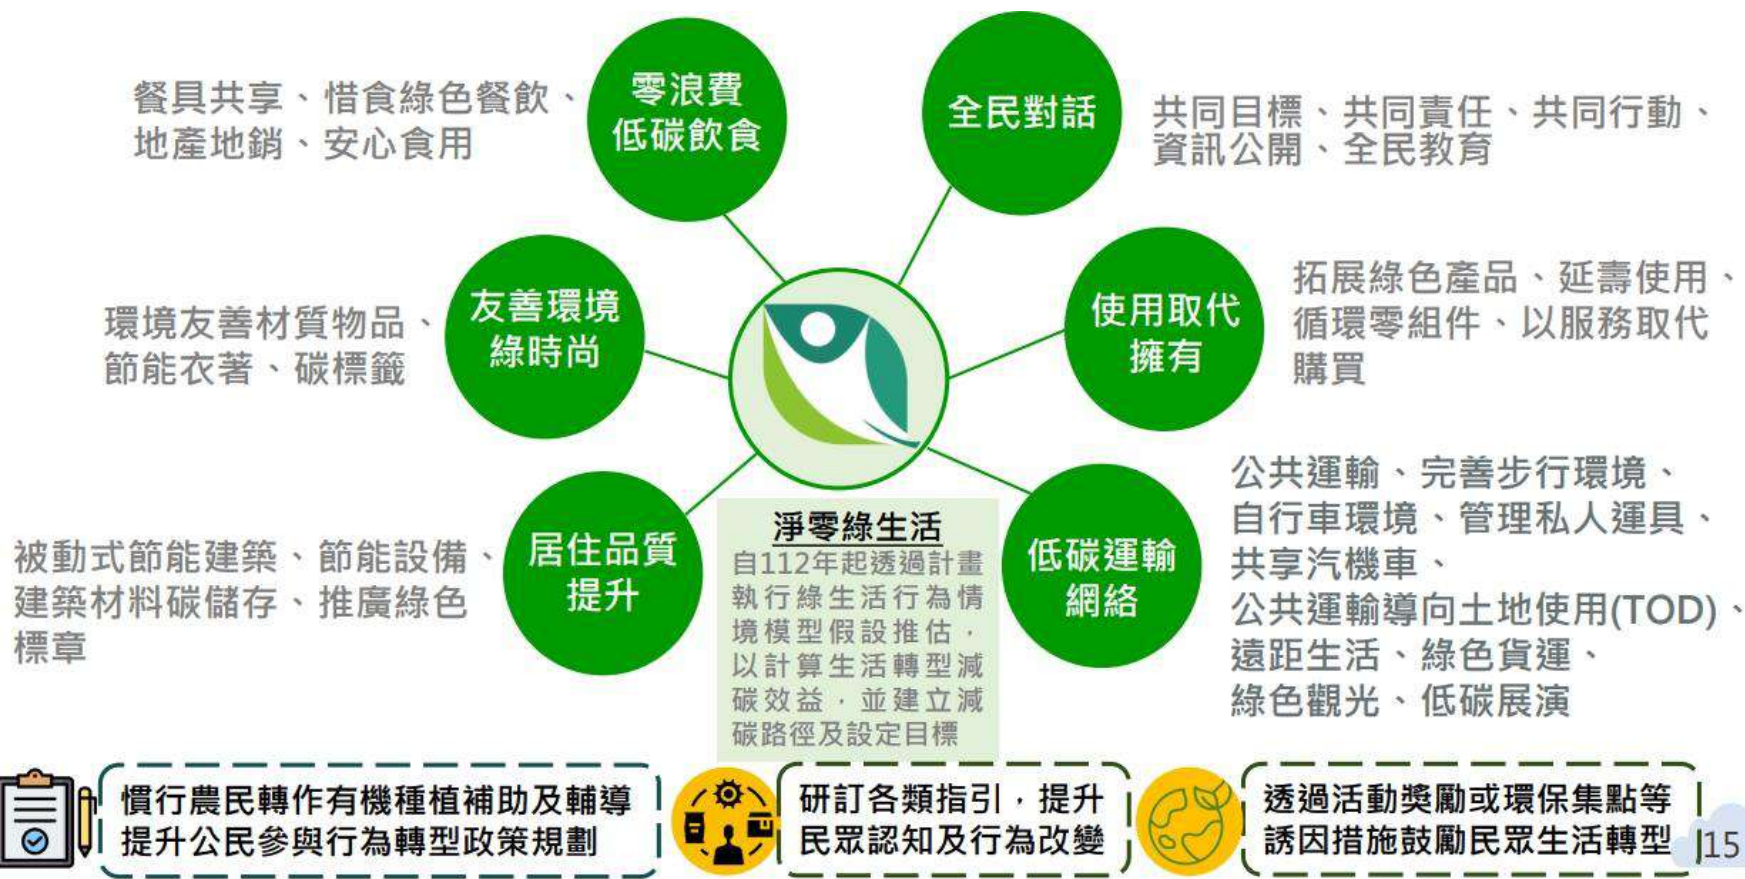 零浪費
低碳飲食
餐具共享、惜食綠色餐飲、
地產地銷、安心食用
全民對話
共同目標、共同責任、共同行動、
資訊公開、全民教育
友善環境
綠時尚
環境友善材質物品、
節能衣著、碳標籤
使用取代
擁有
拓展綠色產品、延壽使用、
循環零組件、以服務取代
購買
居住品質
提升
被動式節能建築、節能設備、
建築材料碳儲存、推廣綠色
標章
低碳運輸
網絡
公共運輸、完善步行環境、
自行車環境、管理私人運具、
共享汽機車、
公共運輸導向土地使用(TOD)、
遠距生活、綠色貨運、
綠色觀光、低碳展演
淨零綠生活
自112年起透過計畫
執行綠生活行為情
境模型假設推估，
以計算生活轉型減
碳效益，並建立減
碳路徑及設定目標
慣行農民轉作有機種植補助及輔導
提升公民參與行為轉型政策規劃
研訂各類指引，提升
民眾認知及行為改變
透過活動獎勵或環保集點等
誘因措施鼓勵民眾生活轉型
15